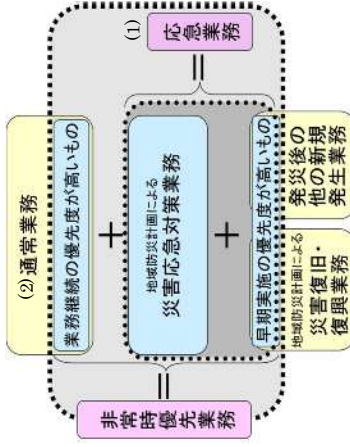 (2)通常業務
業務継続の優先度が高いもの
+
地域防災計画による
災害応急対策業務
+
早期実施の優先度が高いもの
地域防災計画による
災害復旧・
復興業務
発災後の
他の新規
発生業務
=
非常時優先業務
=
(1)
応急業務